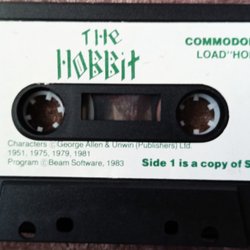 THE
HOBBIT
COMMODO
LOAD"HO
Characters ©George Allen & Unwin (Publishers) Ltd.
1951, 1975, 1979, 1981
Program ©Beam Software, 1983
Side 1 is a copy of S